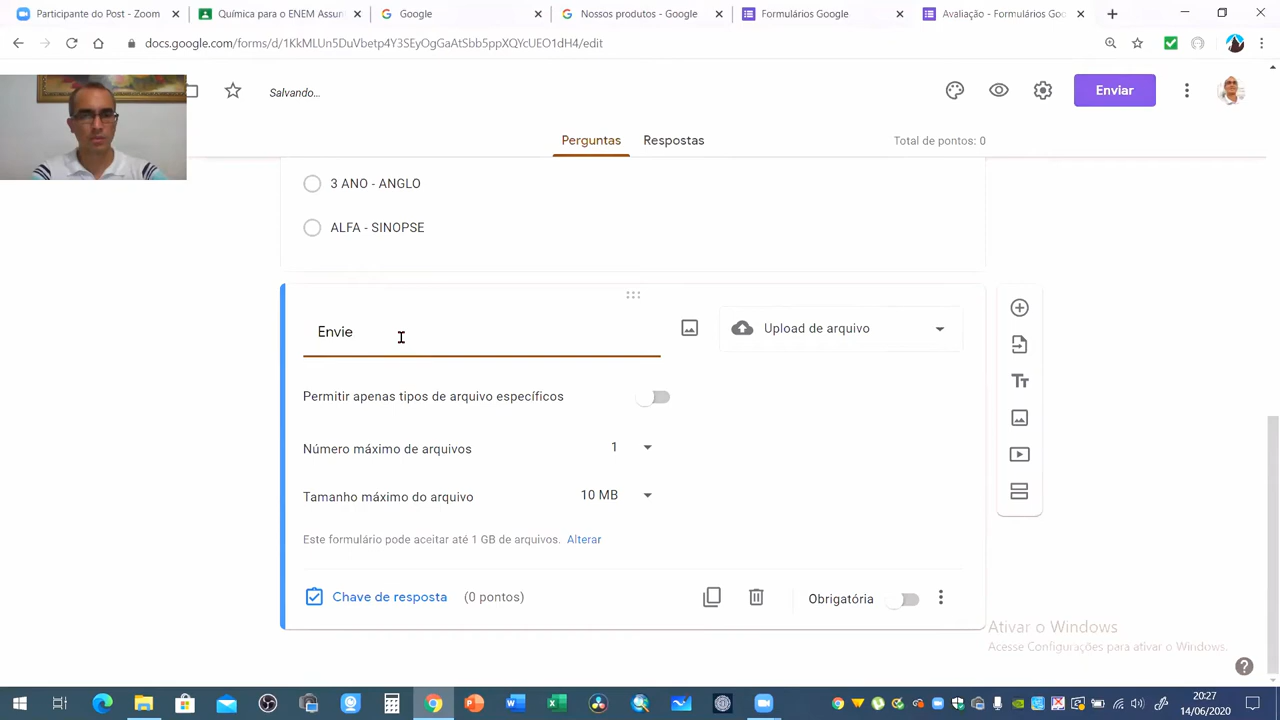 Participante do Post - Zoom
Química para o ENEM Assun
Google
Nossos produtos - Google
Formulários Google
Avaliação - Formulários Goo
docs.google.com/forms/d/1KkMLUn5DuVbetp4Y3SEyOgGaAtSbb5ppXQYcUEO1dH4/edit
Salvando...
Enviar
Perguntas
Respostas
Total de pontos: 0
3 ANO - ANGLO
ALFA - SINOPSE
Envie
Upload de arquivo
Permitir apenas tipos de arquivo específicos
Número máximo de arquivos
1
Tamanho máximo do arquivo
10 MB
Este formulário pode aceitar até 1 GB de arquivos. Alterar
Chave de resposta
(0 pontos)
Obrigatória
Ativar o Windows
Acesse Configurações para ativar o Windows.
20:27
14/06/2020